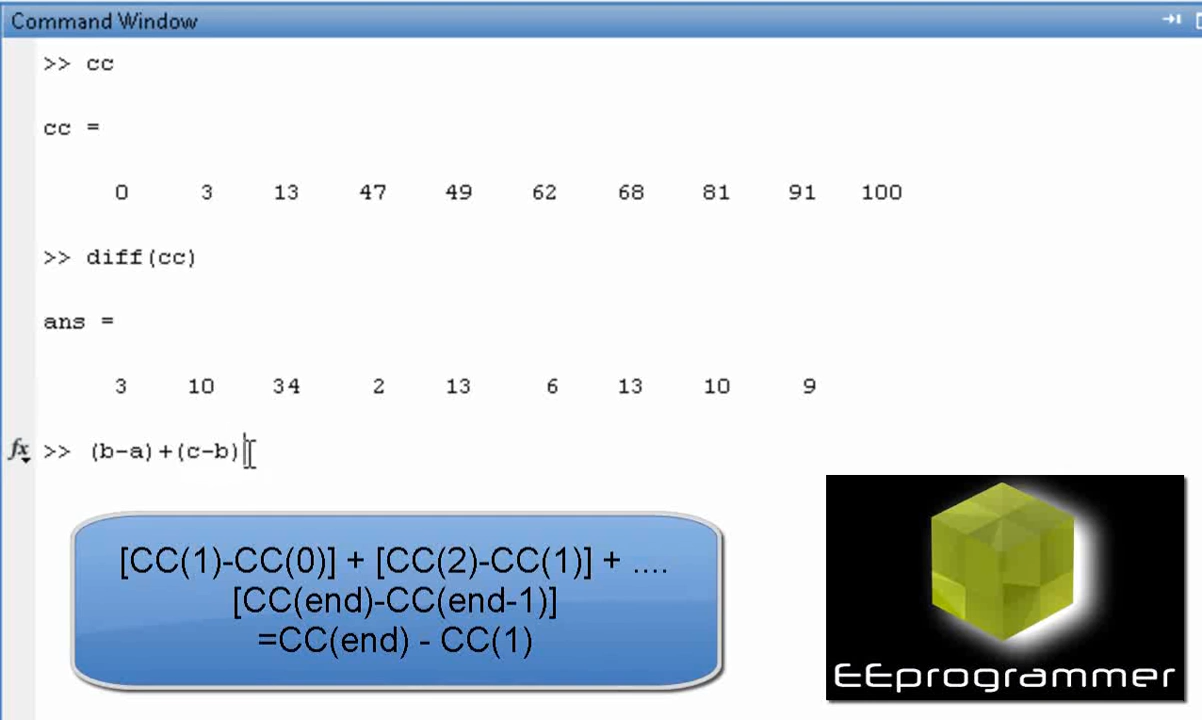 Command Window
>> cc
cc =
0 3 13 47 49 62 68 81 91 100
>> diff(cc)
ans =
3 10 34 2 13 6 13 10 9
fx >> (b-a)+(c-b)
[CC(1)-CC(0)] + [CC(2)-CC(1)] + ....
[CC(end)-CC(end-1)]
=CC(end) - CC(1)
EEprogrammer